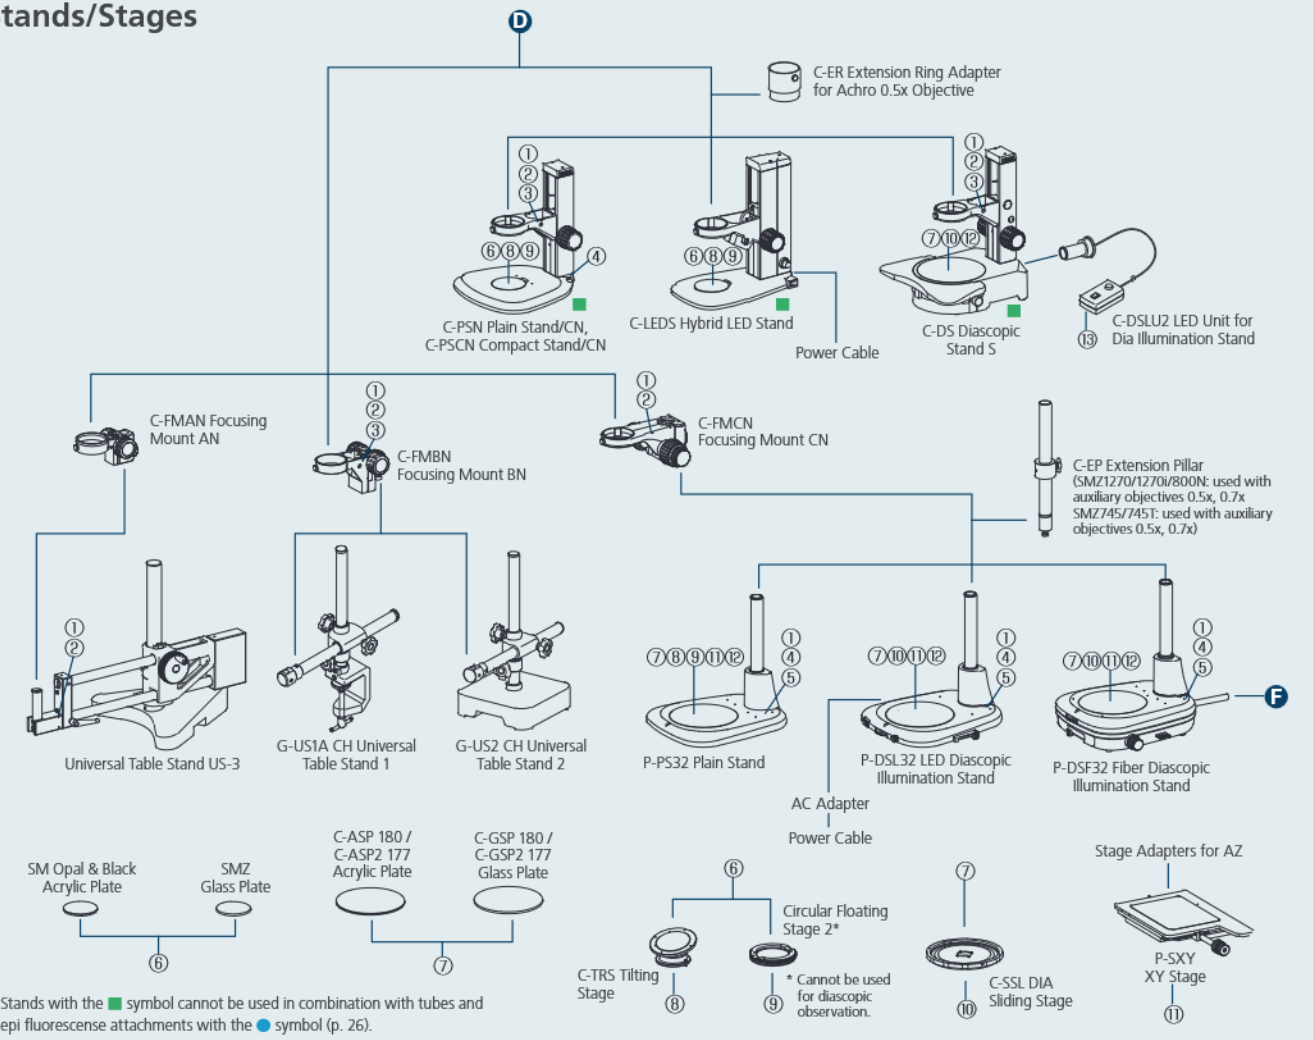 tands/Stages
D
C-ER Extension Ring Adapter
for Achro 0.5x Objective
①
②
③
⑥⑧⑨
④
C-PSN Plain Stand/CN,
C-PSCN Compact Stand/CN
⑥⑧⑨
C-LEDS Hybrid LED Stand
Power Cable
①
②
③
⑦⑩⑫
C-DS Diascopic
Stand S
⑬
C-DSLU2 LED Unit for
Dia Illumination Stand
C-FMAN Focusing
Mount AN
①
②
③
C-FMBN
Focusing Mount BN
①
②
C-FMCN
Focusing Mount CN
C-EP Extension Pillar
(SMZ1270/1270i/800N: used with
auxiliary objectives 0.5x, 0.7x
SMZ745/745T: used with auxiliary
objectives 0.5x, 0.7x)
①
②
Universal Table Stand US-3
G-US1A CH Universal
Table Stand 1
G-US2 CH Universal
Table Stand 2
⑦⑧⑨⑪⑫
①
④
⑤
P-PS32 Plain Stand
⑦⑩⑪⑫
①
④
⑤
P-DSL32 LED Diascopic
Illumination Stand
AC Adapter
Power Cable
⑦⑩⑪⑫
①
④
⑤
F
P-DSF32 Fiber Diascopic
Illumination Stand
SM Opal & Black
Acrylic Plate
SMZ
Glass Plate
⑥
C-ASP 180 /
C-ASP2 177
Acrylic Plate
C-GSP 180 /
C-GSP2 177
Glass Plate
⑦
⑥
C-TRS Tilting
Stage
⑧
Circular Floating
Stage 2*
* Cannot be used
for diascopic
observation.
⑨
⑦
C-SSL DIA
Sliding Stage
⑩
Stage Adapters for AZ
P-SXY
XY Stage
⑪
Stands with the ■ symbol cannot be used in combination with tubes and
epi fluorescense attachments with the ● symbol (p. 26).